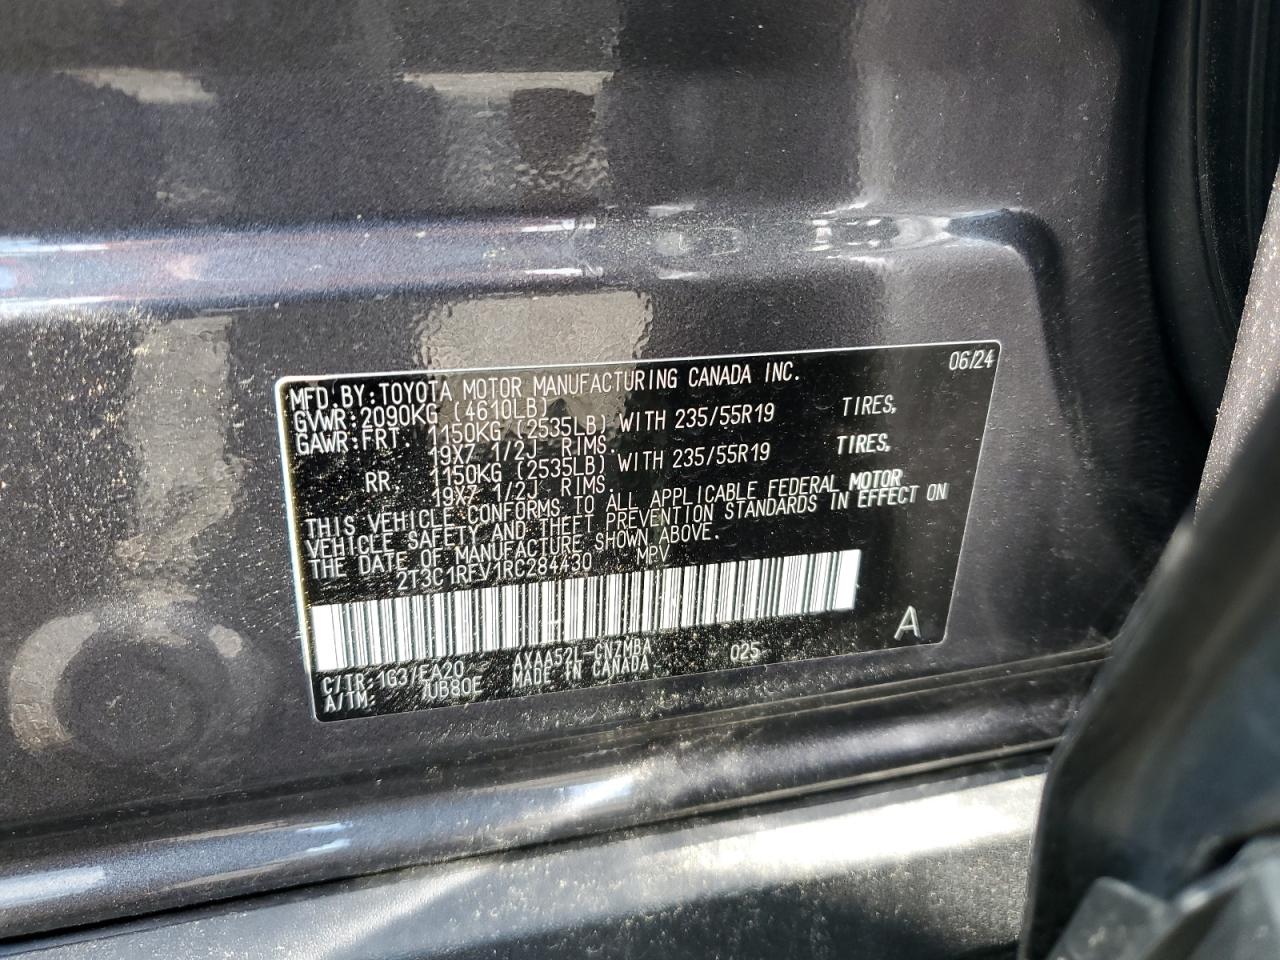 06/24
MFD.BY:TOYOTA MOTOR MANUFACTURING CANADA INC.
GVWR:2090KG (4610LB)
GAWR:FRT. 1150KG (2535LB) WITH 235/55R19 TIRES,
19X7 1/2J RIMS.
RR. 1150KG (2535LB) WITH 235/55R19 TIRES,
19X7 1/2J RIMS.
THIS VEHICLE CONFORMS TO ALL APPLICABLE FEDERAL MOTOR
VEHICLE SAFETY AND THEFT PREVENTION STANDARDS IN EFFECT ON
THE DATE OF MANUFACTURE SHOWN ABOVE.
2T3C1RFV1RC284430 MPV
A
C/TR:1G3/EA20 AXAA52L-CNZMBA 025
A/TM: /UB80E MADE IN CANADA